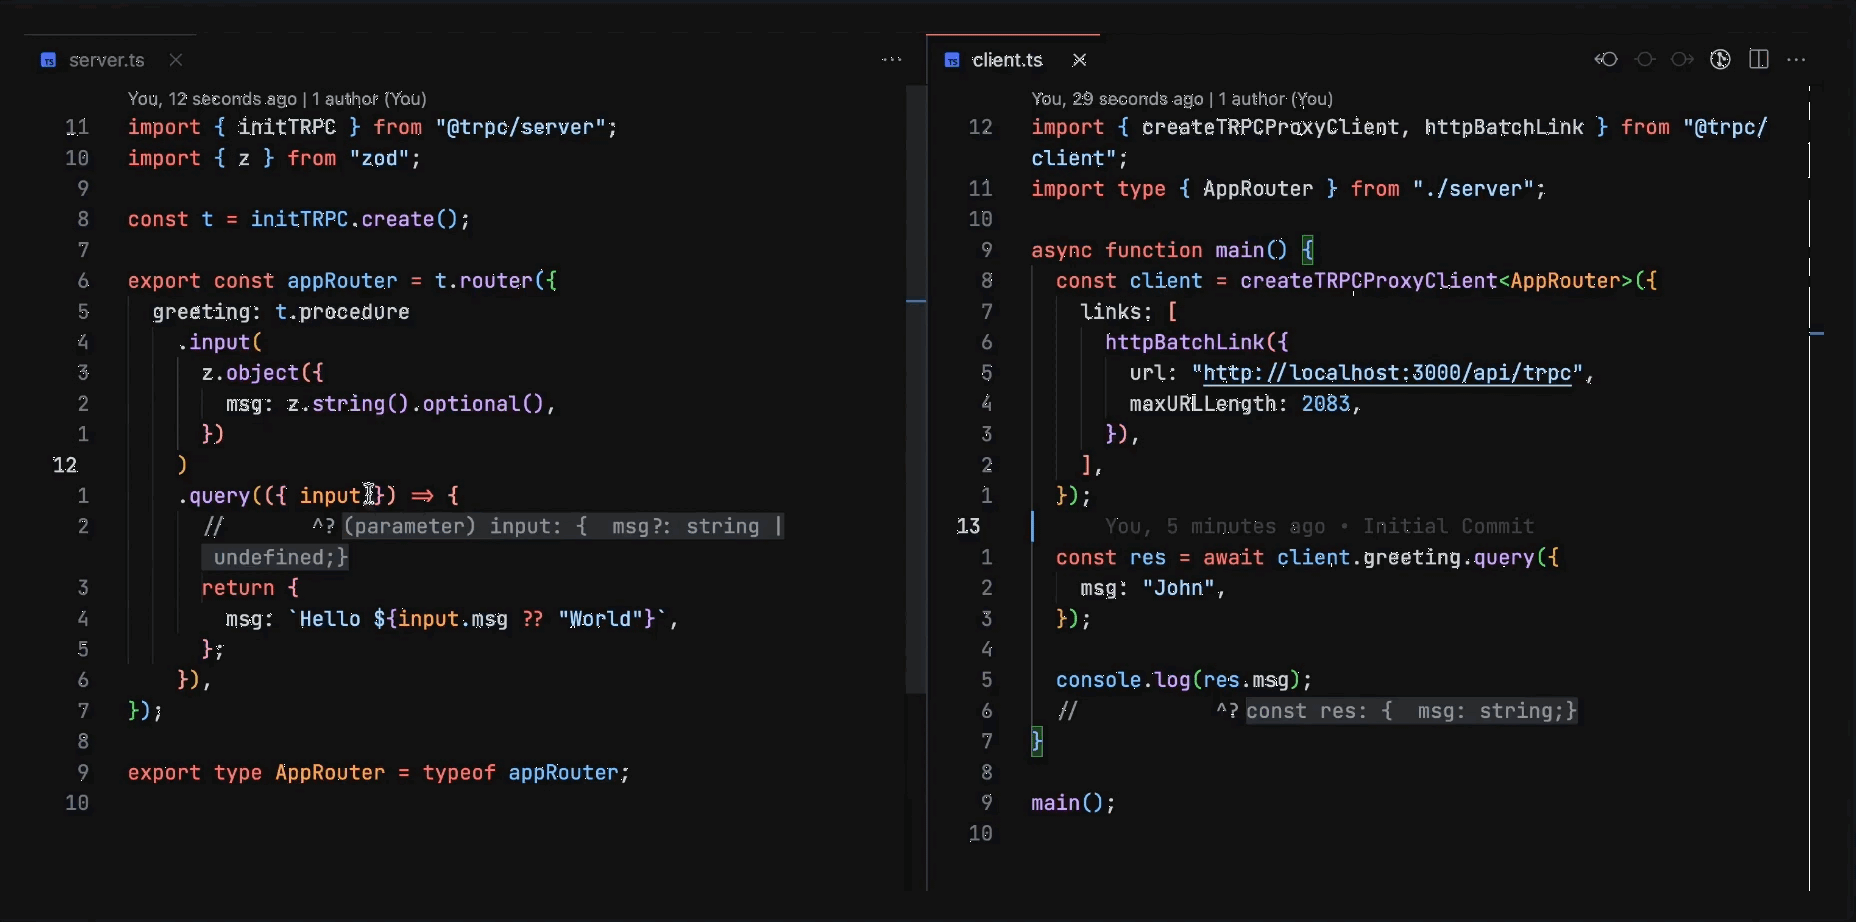 server.ts
You, 12 seconds ago | 1 author (You)
11 import { initTRPC } from "@trpc/server";
10 import { z } from "zod";
9
8 const t = initTRPC.create();
7
6 export const appRouter = t.router({
5 greeting: t.procedure
4 .input(
3 z.object({
2 msg: z.string().optional(),
1 })
12 )
1 .query(({ input }) => {
2 // ^? (parameter) input: { msg?: string |
undefined;}
3 return {
4 msg: `Hello ${input.msg ?? "World"}`,
5 };
6 }),
7 });
8
9 export type AppRouter = typeof appRouter;
10
client.ts
You, 29 seconds ago | 1 author (You)
12 import { createTRPCProxyClient, httpBatchLink } from "@trpc/
client";
11 import type { AppRouter } from "./server";
10
9 async function main() {
8 const client = createTRPCProxyClient<AppRouter>({
7 links: [
6 httpBatchLink({
5 url: "http://localhost:3000/api/trpc",
4 maxURLLength: 2083,
3 }),
2 ],
1 });
13 You, 5 minutes ago • Initial Commit
1 const res = await client.greeting.query({
2 msg: "John",
3 });
4
5 console.log(res.msg);
6 // ^? const res: { msg: string;}
7 }
8
9 main();
10